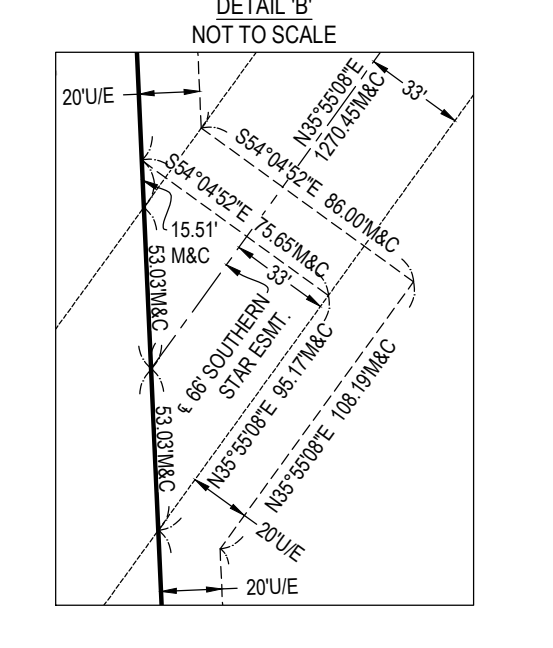 DETAIL 'B'
NOT TO SCALE
20'U/E
N35°55'08"E
1270.45'M&C
33'
S54°04'52"E 86.00'M&C
S54°04'52"E 75.65'M&C
15.51'
M&C
53.03'M&C
33'
℄ 66' SOUTHERN
STAR ESMT.
N35°55'08"E 95.17'M&C
N35°55'08"E 108.19'M&C
53.03'M&C
20'U/E
20'U/E